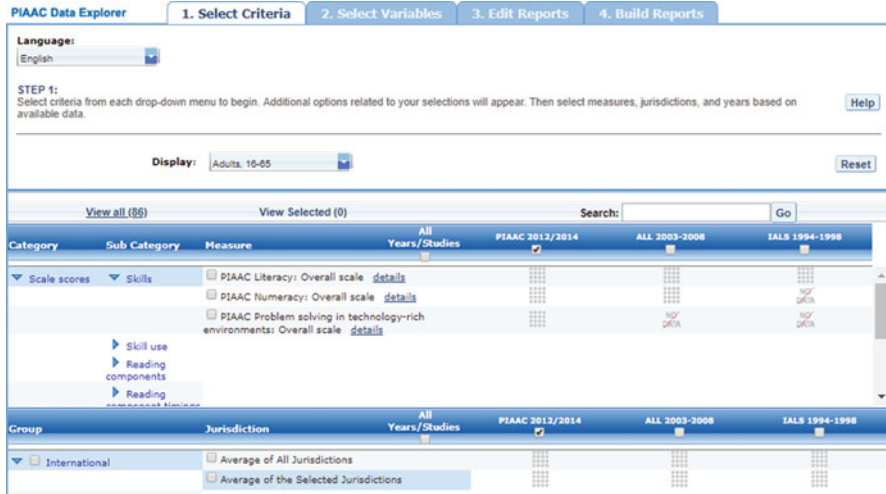 PIAAC Data Explorer
1. Select Criteria
2. Select Variables
3. Edit Reports
4. Build Reports
Language:
English
STEP 1:
Select criteria from each drop-down menu to begin. Additional options related to your selections will appear. Then select measures, jurisdictions, and years based on
available data.
Help
Display:
Adults, 16-65
Reset
View all (86)
View Selected (0)
Search:
Go
Category
Sub Category
Measure
All
Years/Studies
PIAAC 2012/2014
ALL 2003-2008
IALS 1994-1998
Scale scores
Skills
PIAAC Literacy: Overall scale details
PIAAC Numeracy: Overall scale details
NO
DATA
PIAAC Problem solving in technology-rich
environments: Overall scale details
NO
DATA
NO
DATA
Skill use
Reading
components
Reading
component timings
Group
Jurisdiction
All
Years/Studies
PIAAC 2012/2014
ALL 2003-2008
IALS 1994-1998
International
Average of All Jurisdictions
Average of the Selected Jurisdictions